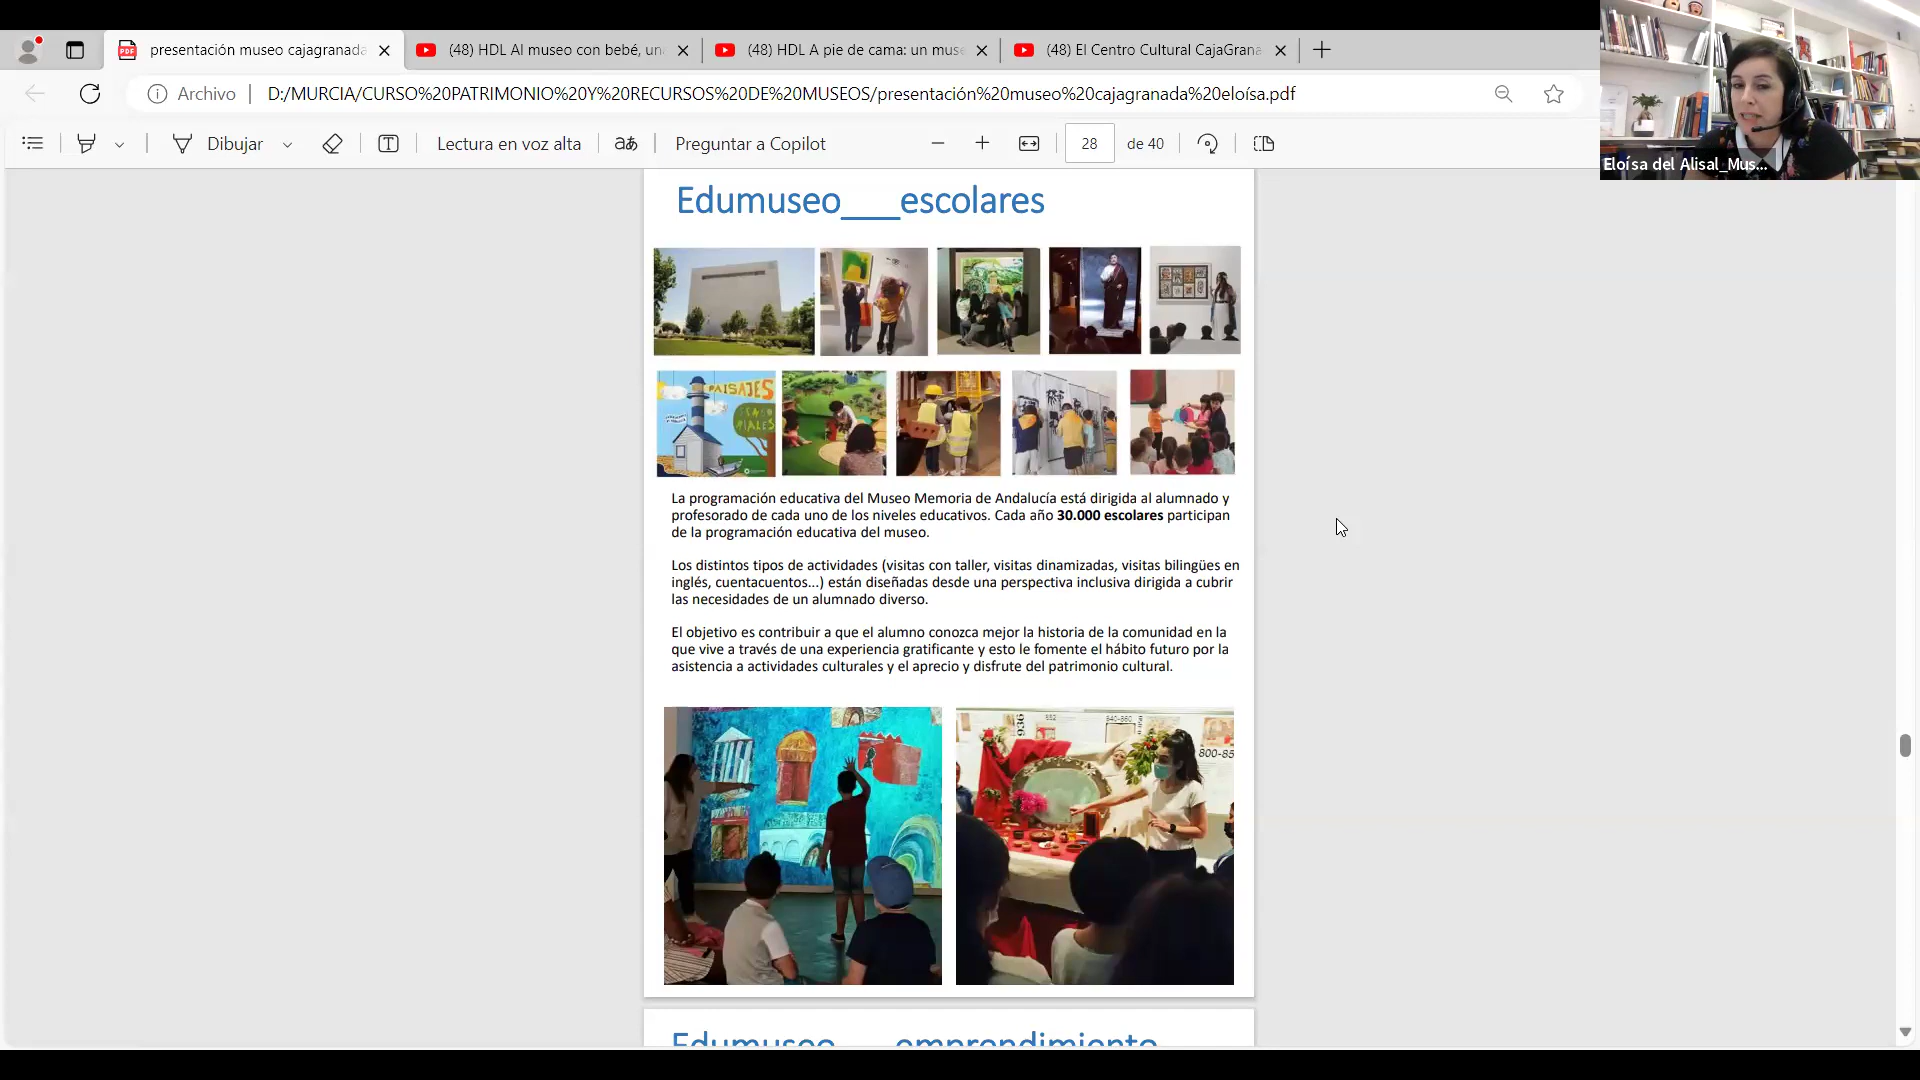 presentación museo cajagranada
(48) HDL Al museo con bebé, una
(48) HDL A pie de cama: un muse
(48) El Centro Cultural CajaGrana
Archivo
D:/MURCIA/CURSO%20PATRIMONIO%20Y%20RECURSOS%20DE%20MUSEOS/presentación%20museo%20cajagranada%20eloísa.pdf
Dibujar
Lectura en voz alta
Preguntar a Copilot
28
de 40
Eloísa del Alisal_Mus...
Edumuseo___escolares
PAISAJES
La programación educativa del Museo Memoria de Andalucía está dirigida al alumnado y
profesorado de cada uno de los niveles educativos. Cada año 30.000 escolares participan
de la programación educativa del museo.
Los distintos tipos de actividades (visitas con taller, visitas dinamizadas, visitas bilingües en
inglés, cuentacuentos...) están diseñadas desde una perspectiva inclusiva dirigida a cubrir
las necesidades de un alumnado diverso.
El objetivo es contribuir a que el alumno conozca mejor la historia de la comunidad en la
que vive a través de una experiencia gratificante y esto le fomente el hábito futuro por la
asistencia a actividades culturales y el aprecio y disfrute del patrimonio cultural.
936
840-860
800-85
Edumuseo___emprendimiento